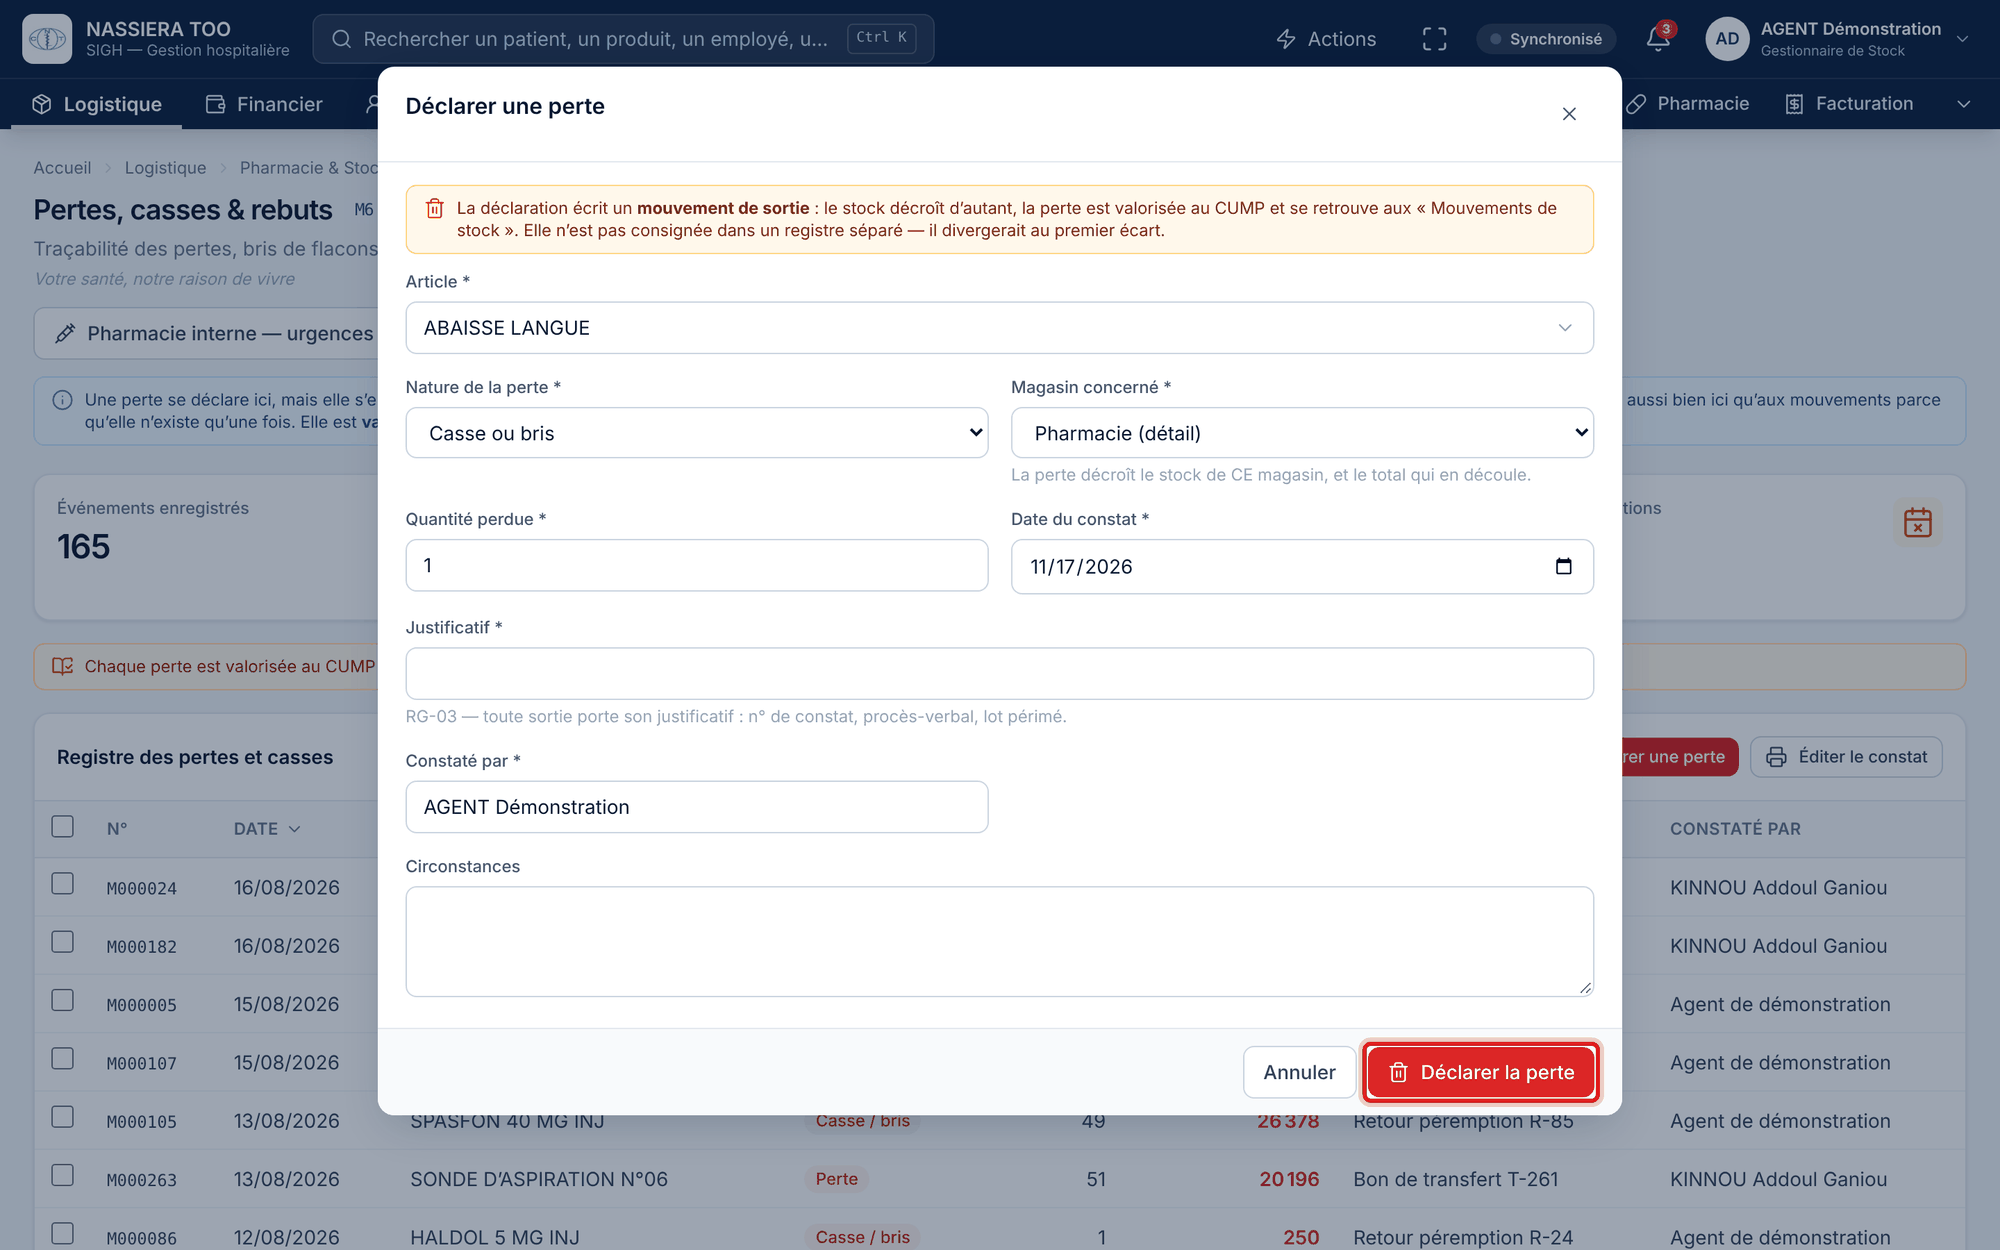 NASSIERA TOO
SIGH — Gestion hospitalière
Rechercher un patient, un produit, un employé, u...
Ctrl K
Actions
Synchronisé
3
AD
AGENT Démonstration
Gestionnaire de Stock
Logistique
Financier
Pharmacie
Facturation
Accueil
Logistique
Pharmacie & Stoc
Pertes, casses & rebuts
M6
Traçabilité des pertes, bris de flacons
Votre santé, notre raison de vivre
Pharmacie interne — urgences
Une perte se déclare ici, mais elle s’e
aussi bien ici qu’aux mouvements parce
qu’elle n’existe qu’une fois. Elle est va
Événements enregistrés
165
tions
Chaque perte est valorisée au CUMP
Registre des pertes et casses
rer une perte
Éditer le constat
N°
DATE
CONSTATÉ PAR
M000024
16/08/2026
KINNOU Addoul Ganiou
M000182
16/08/2026
KINNOU Addoul Ganiou
M000005
15/08/2026
Agent de démonstration
M000107
15/08/2026
Agent de démonstration
M000105
13/08/2026
SPASFON 40 MG INJ
Casse / bris
49
26 378
Retour péremption R-85
Agent de démonstration
M000263
13/08/2026
SONDE D’ASPIRATION N°06
Perte
51
20 196
Bon de transfert T-261
KINNOU Addoul Ganiou
M000086
12/08/2026
HALDOL 5 MG INJ
Casse / bris
1
250
Retour péremption R-24
Agent de démonstration
Déclarer une perte
La déclaration écrit un mouvement de sortie : le stock décroît d’autant, la perte est valorisée au CUMP et se retrouve aux « Mouvements de
stock ». Elle n’est pas consignée dans un registre séparé — il divergerait au premier écart.
Article *
ABAISSE LANGUE
Nature de la perte *
Casse ou bris
Magasin concerné *
Pharmacie (détail)
La perte décroît le stock de CE magasin, et le total qui en découle.
Quantité perdue *
1
Date du constat *
11/17/2026
Justificatif *
RG-03 — toute sortie porte son justificatif : n° de constat, procès-verbal, lot périmé.
Constaté par *
AGENT Démonstration
Circonstances
Annuler
Déclarer la perte